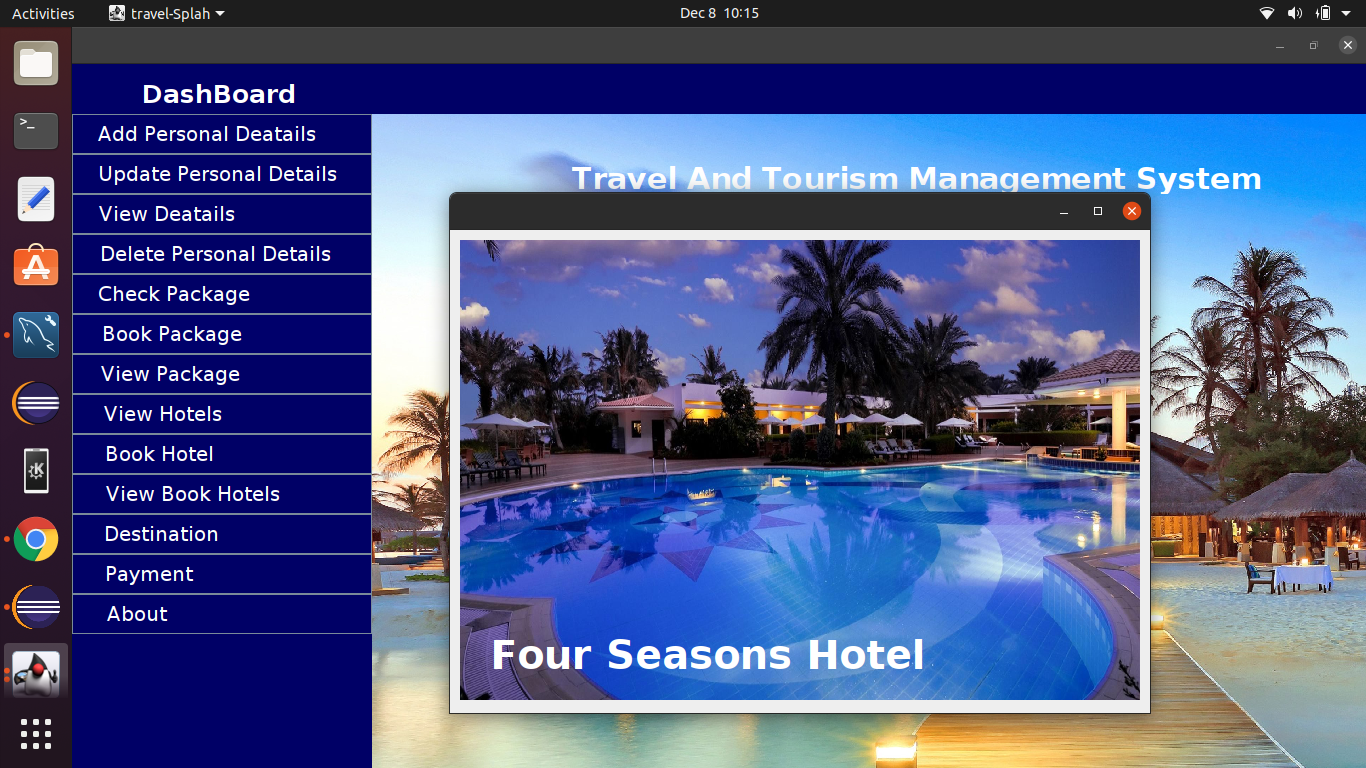 Activities
travel-Splah
Dec 8 10:15
DashBoard
Add Personal Deatails
Update Personal Details
View Deatails
Delete Personal Details
Check Package
Book Package
View Package
View Hotels
Book Hotel
View Book Hotels
Destination
Payment
About
Travel And Tourism Management System
Four Seasons Hotel